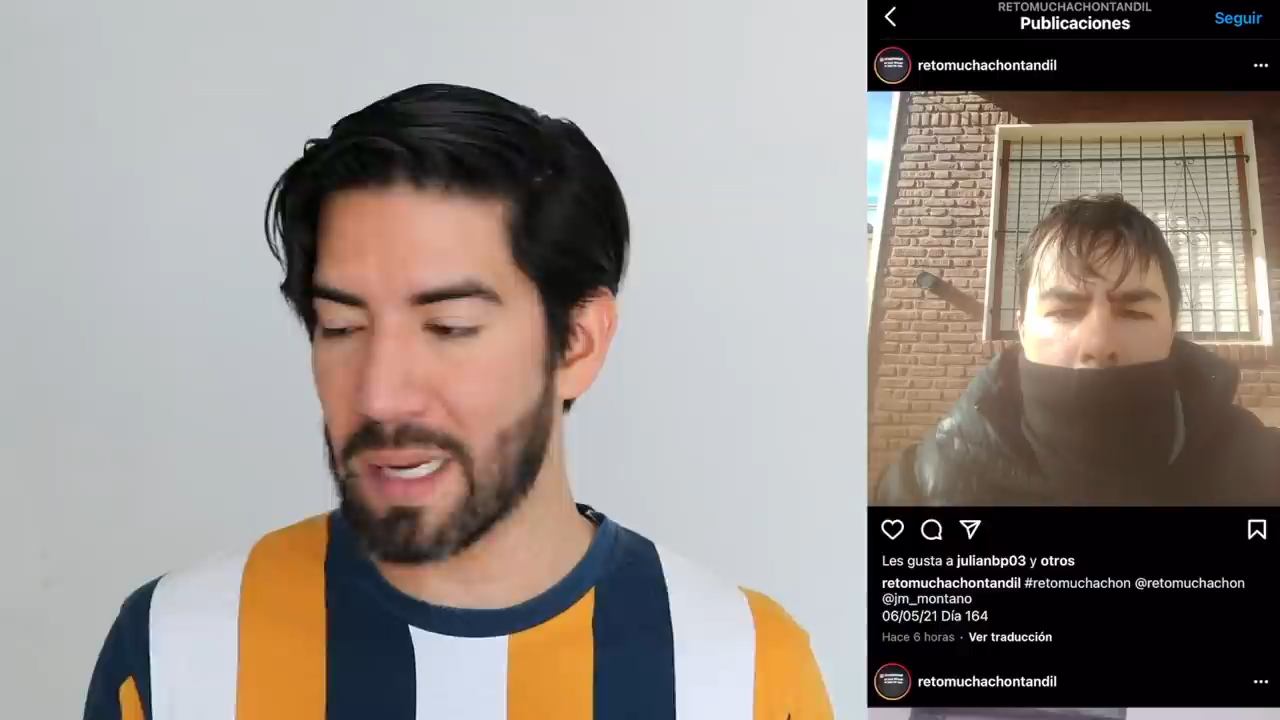 RETOMUCHACHONTANDIL
Publicaciones
Seguir
retomuchachontandil
Les gusta a julianbp03 y otros
retomuchachontandil #retomuchachon @retomuchachon
@jm_montano
06/05/21 Día 164
Hace 6 horas · Ver traducción
retomuchachontandil